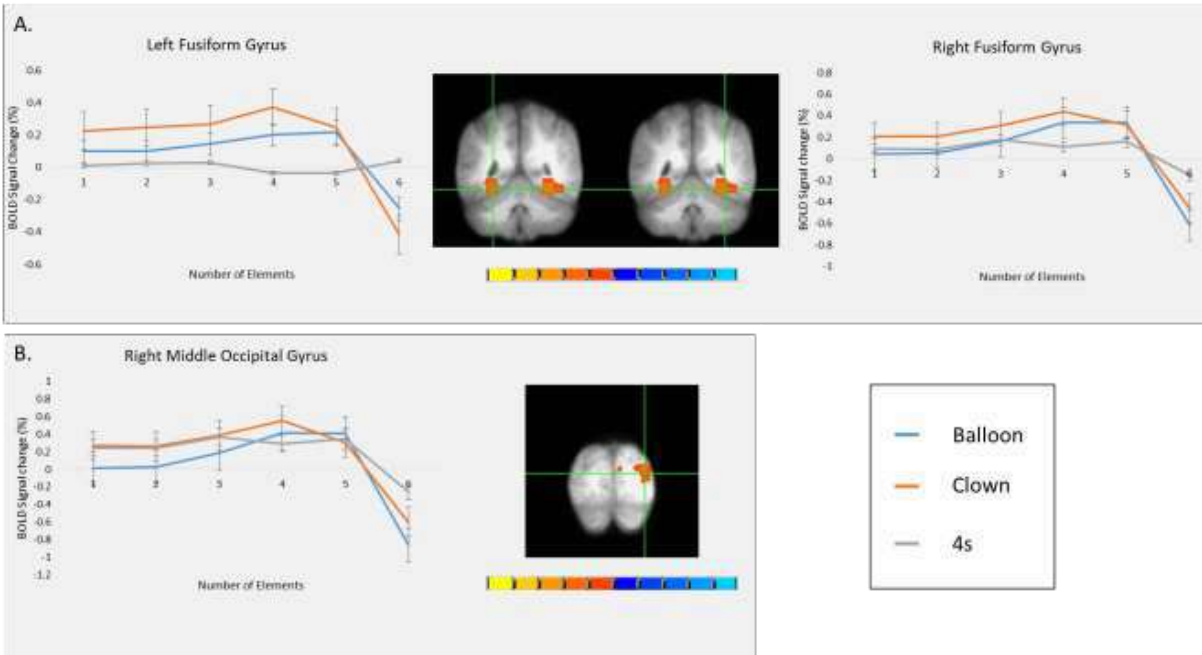 A.
Left Fusiform Gyrus
BOLD Signal Change (%)
0.6
0.4
0.2
0
-0.2
-0.4
-0.6
1 2 3 4 5 6
Number of Elements
Right Fusiform Gyrus
BOLD Signal Change (%)
0.8
0.6
0.4
0.2
0
-0.2
-0.4
-0.6
-0.8
-1
1 2 3 4 5 6
Number of Elements
B.
Right Middle Occipital Gyrus
BOLD Signal change (%)
1
0.8
0.6
0.4
0.2
0
-0.2
-0.4
-0.6
-0.8
-1
-1.2
1 2 3 4 5 6
Number of Elements
Balloon
Clown
4s